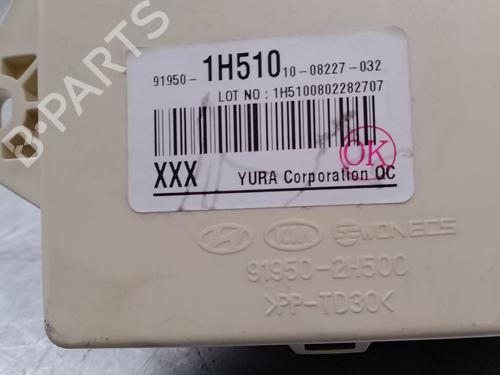 91950- 1H510 10-08227-032
LOT NO : 1H5100802282707
OK
XXX YURA Corporation QC
KIA WONECS
91950-2H500
>PP-TD30<
B-Parts